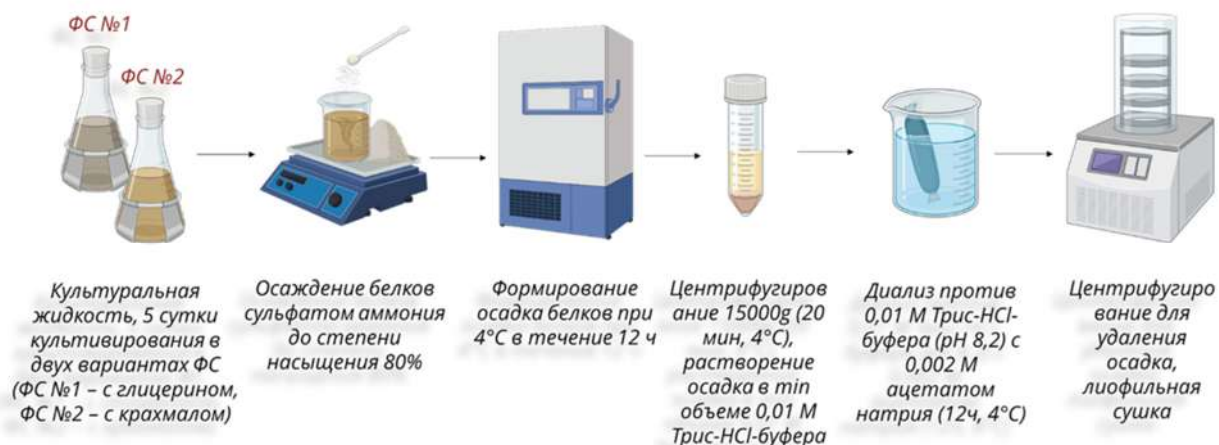 ФС №1
ФС №2
Культуральная
жидкость, 5 сутки
культивирования в
двух вариантах ФС
(ФС №1 – с глицерином,
ФС №2 – с крахмалом)
Осаждение белков
сульфатом аммония
до степени
насыщения 80%
Формирование
осадка белков при
4°С в течение 12 ч
Центрифугиров
ание 15000g (20
мин, 4°С),
растворение
осадка в min
объеме 0,01 М
Трис-HCl-буфера
Диализ против
0,01 М Трис-HCl-
буфера (pH 8,2) с
0,002 М
ацетатом
натрия (12ч, 4°С)
Центрифугиро
вание для
удаления
осадка,
лиофильная
сушка